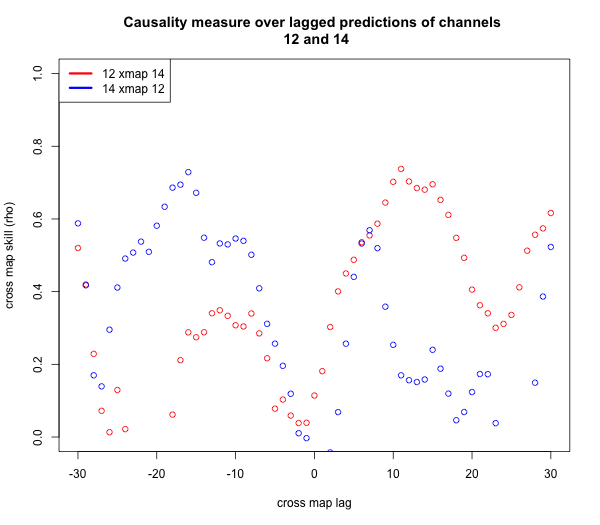 Causality measure over lagged predictions of channels
12 and 14
12 xmap 14
14 xmap 12
cross map skill (rho)
1.0
0.8
0.6
0.4
0.2
0.0
-30 -20 -10 0 10 20 30
cross map lag